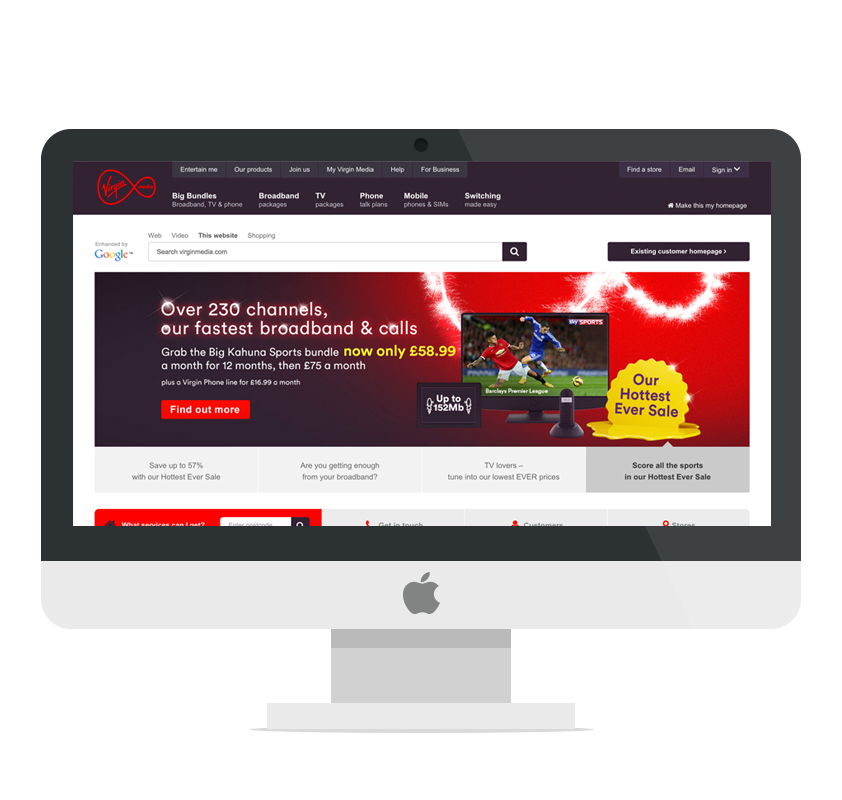 Entertain me Our products Join us My Virgin Media Help For Business Find a store Email Sign in
Virgin media
Big Bundles Broadband TV Phone Mobile Switching
Broadband, TV & phone packages packages talk plans phones & SIMs made easy
Make this my homepage
Web Video This website Shopping
Enhanced by
Google™
Search virginmedia.com
Existing customer homepage ›
Over 230 channels,
our fastest broadband & calls
Grab the Big Kahuna Sports bundle now only £58.99
a month for 12 months, then £75 a month
plus a Virgin Phone line for £16.99 a month
Find out more
Up to
152Mb
sky SPORTS
Barclays Premier League
Our
Hottest
Ever Sale
Save up to 57%
with our Hottest Ever Sale
Are you getting enough
from your broadband?
TV lovers –
tune into our lowest EVER prices
Score all the sports
in our Hottest Ever Sale
What services can I get? Enter postcode Get in touch Customers Stores